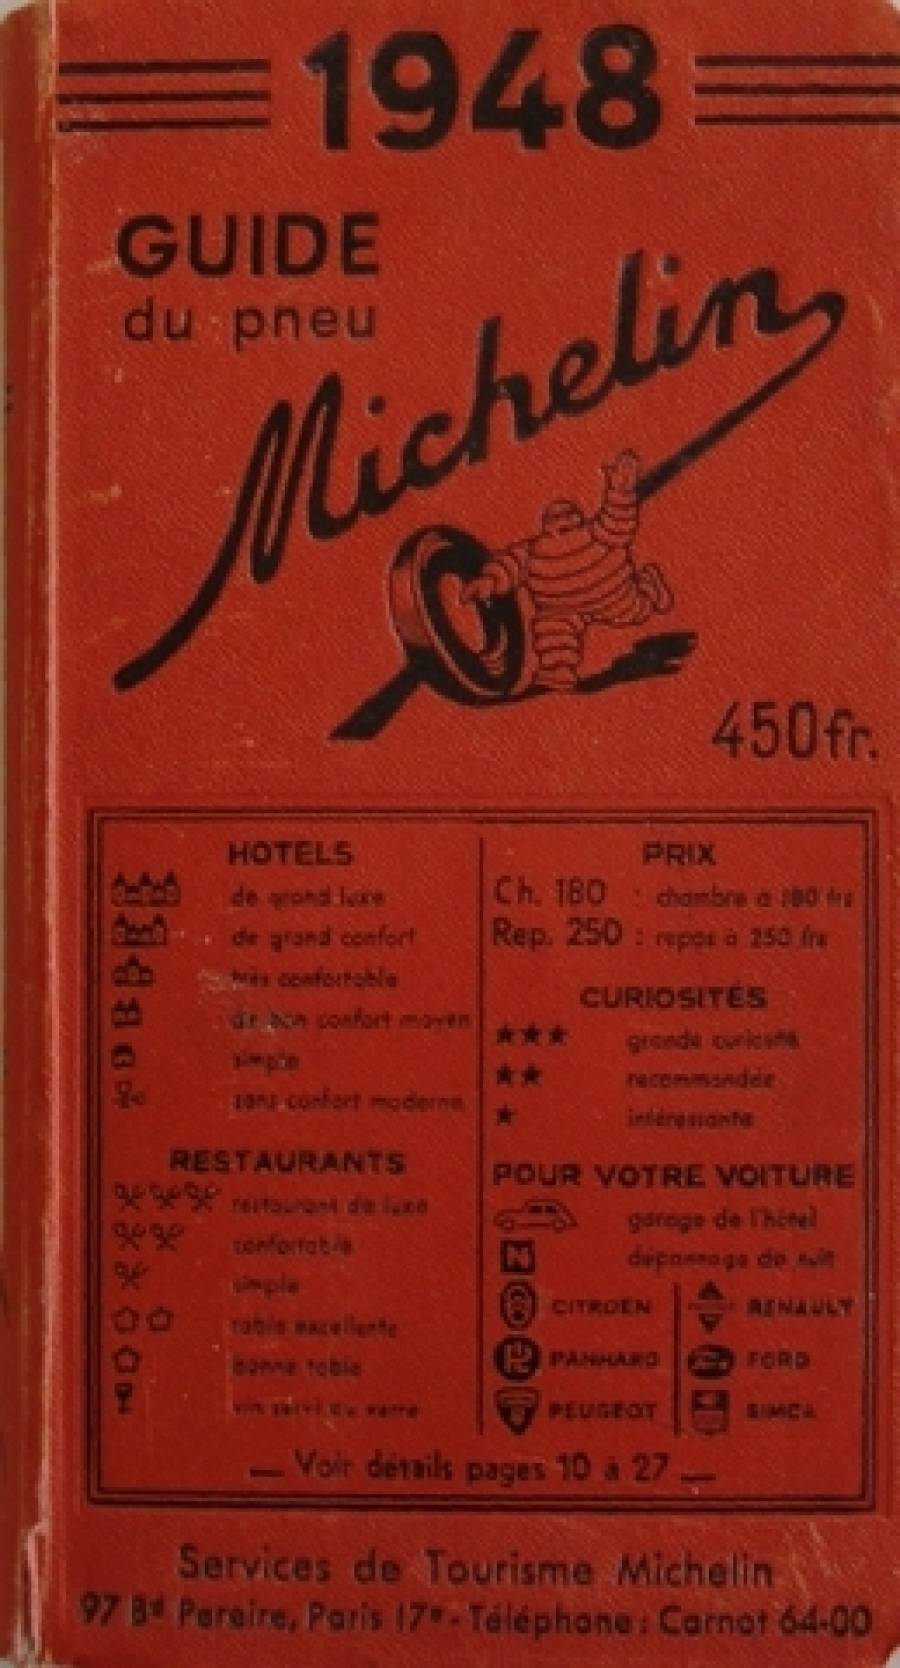 1948
GUIDE
du pneu
Michelin
450fr.
HOTELS
de grand luxe
de grand confort
très confortable
de bon confort moyen
simple
sans confort moderne
RESTAURANTS
restaurant de luxe
confortable
simple
table excellente
bonne table
vin servi au verre
PRIX
Ch. 180 : chambre à 180 frs
Rep. 250 : repas à 250 frs
CURIOSITÉS
★★★ grande curiosité
★★ recommandée
★ intéressante
POUR VOTRE VOITURE
garage de l'hôtel
N dépannage de nuit
CITROËN
RENAULT
PANHARD
FORD
PEUGEOT
SIMCA
— Voir détails pages 10 à 27 —
Services de Tourisme Michelin
97 Bd Pereire, Paris 17e - Téléphone : Carnot 64-00